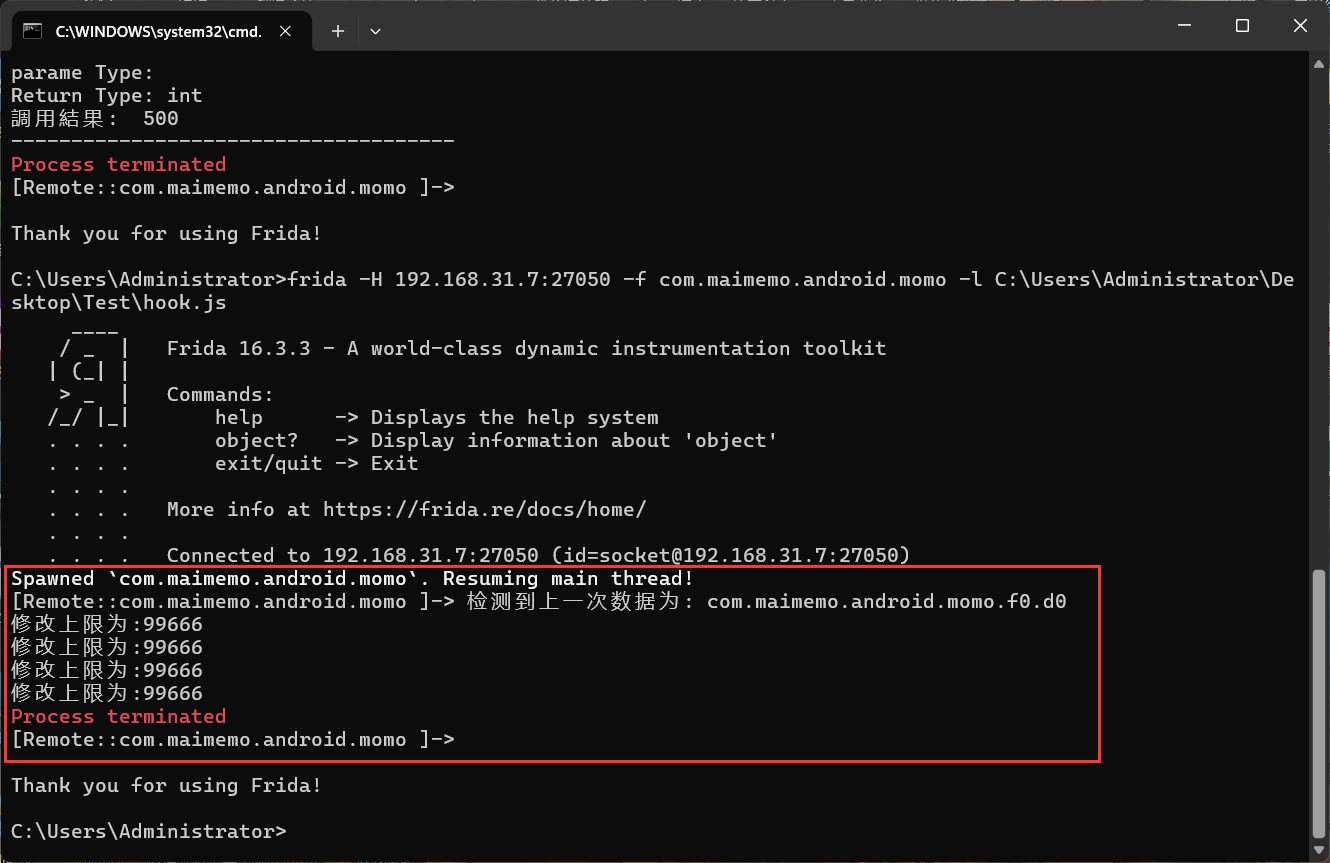 C:\WINDOWS\system32\cmd.
parame Type:
Return Type: int
調用結果:  500
-------------------------------------
Process terminated
[Remote::com.maimemo.android.momo ]->
Thank you for using Frida!
C:\Users\Administrator>frida -H 192.168.31.7:27050 -f com.maimemo.android.momo -l C:\Users\Administrator\De
sktop\Test\hook.js
     ____
    / _  |   Frida 16.3.3 - A world-class dynamic instrumentation toolkit
   | (_| |
    > _  |   Commands:
   /_/ |_|       help      -> Displays the help system
   . . . .       object?   -> Display information about 'object'
   . . . .       exit/quit -> Exit
   . . . .
   . . . .   More info at https://frida.re/docs/home/
   . . . .
   . . . .   Connected to 192.168.31.7:27050 (id=socket@192.168.31.7:27050)
Spawned `com.maimemo.android.momo`. Resuming main thread!
[Remote::com.maimemo.android.momo ]-> 检测到上一次数据为: com.maimemo.android.momo.f0.d0
修改上限为:99666
修改上限为:99666
修改上限为:99666
修改上限为:99666
Process terminated
[Remote::com.maimemo.android.momo ]->
Thank you for using Frida!
C:\Users\Administrator>